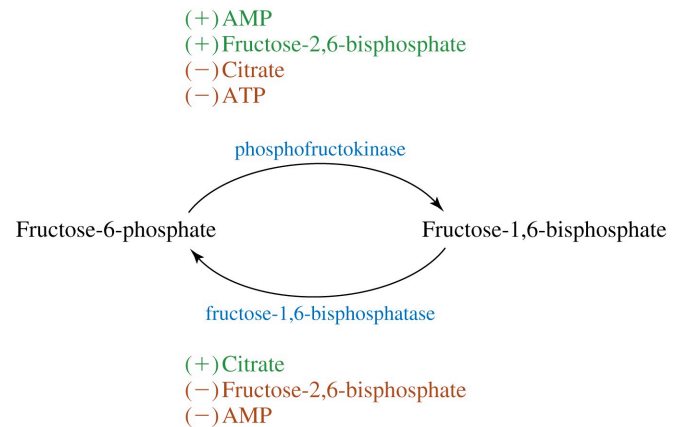 (+)AMP
(+)Fructose-2,6-bisphosphate
(−)Citrate
(−)ATP
phosphofructokinase
Fructose-6-phosphate
Fructose-1,6-bisphosphate
fructose-1,6-bisphosphatase
(+)Citrate
(−)Fructose-2,6-bisphosphate
(−)AMP